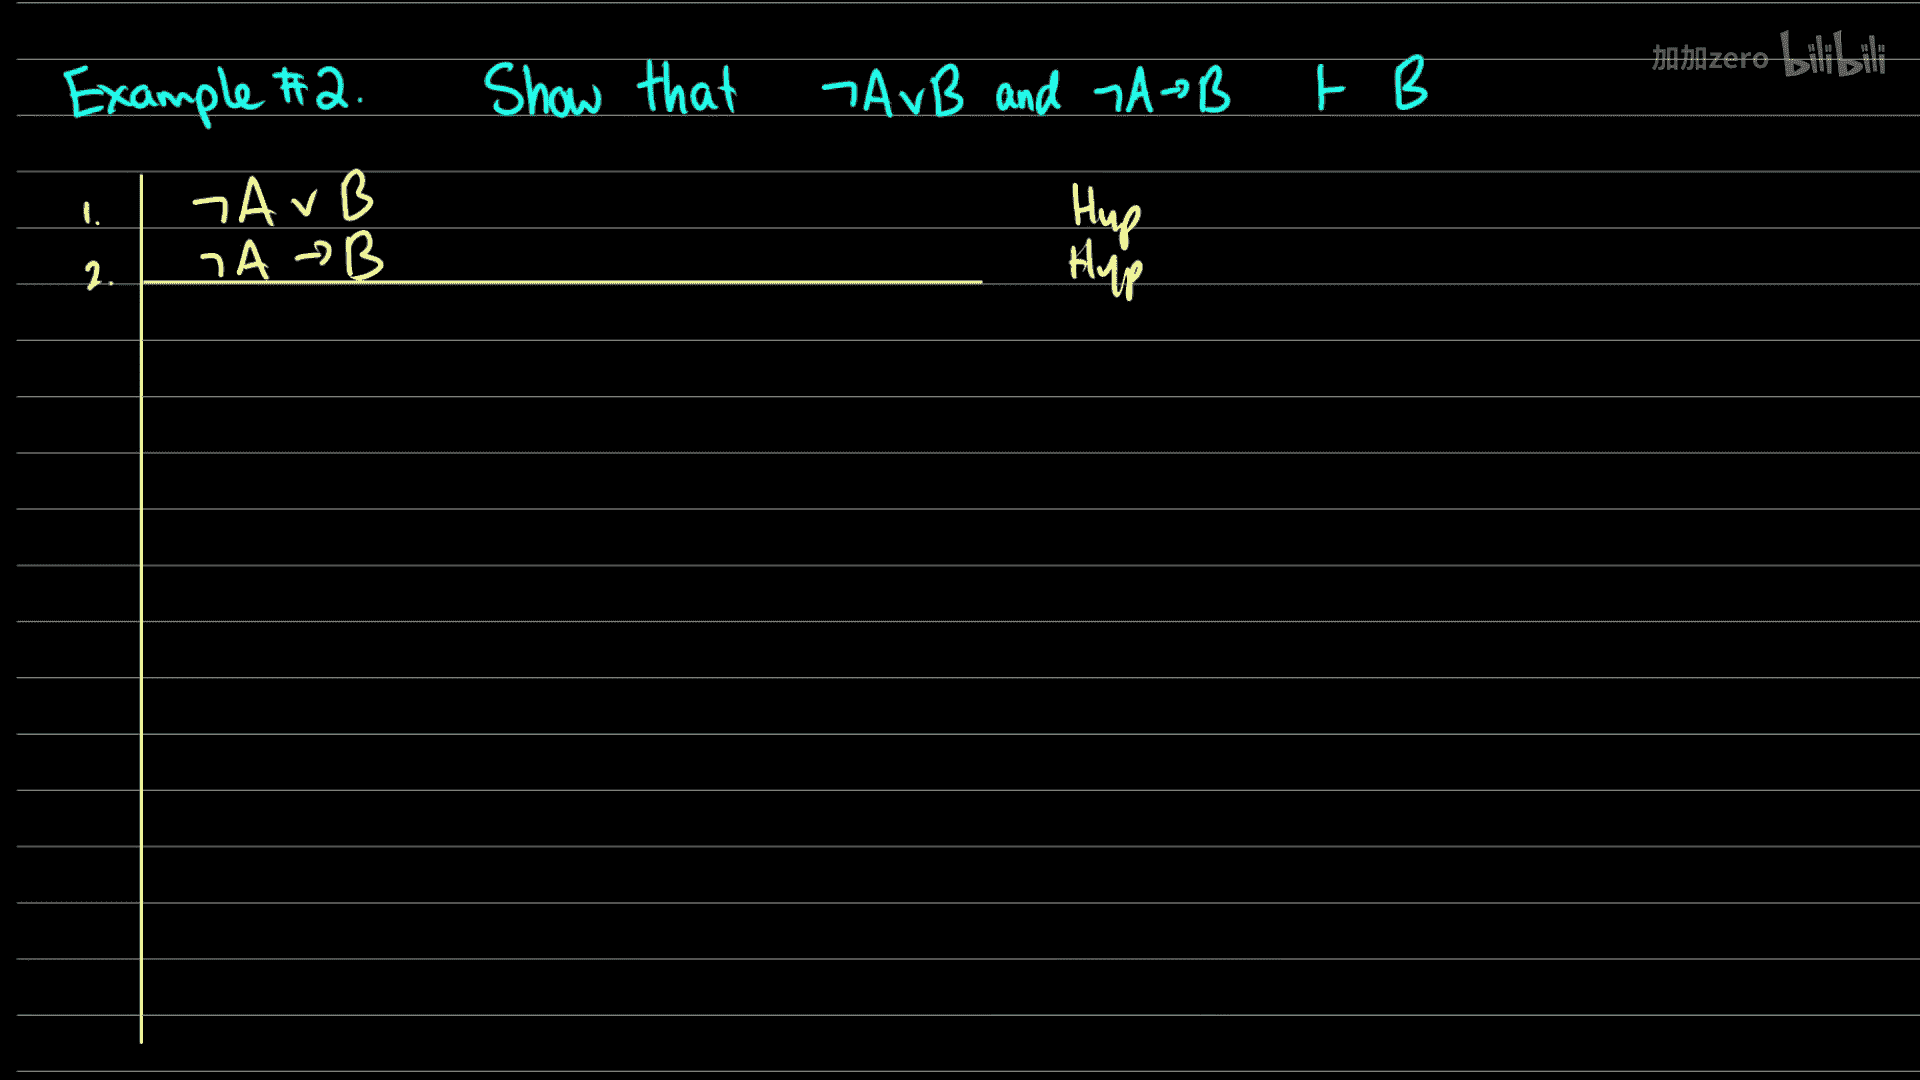 加加zero bilibili
Example #2. Show that ¬A∨B and ¬A→B ⊢ B
1. ¬A ∨ B Hyp
2. ¬A → B Hyp